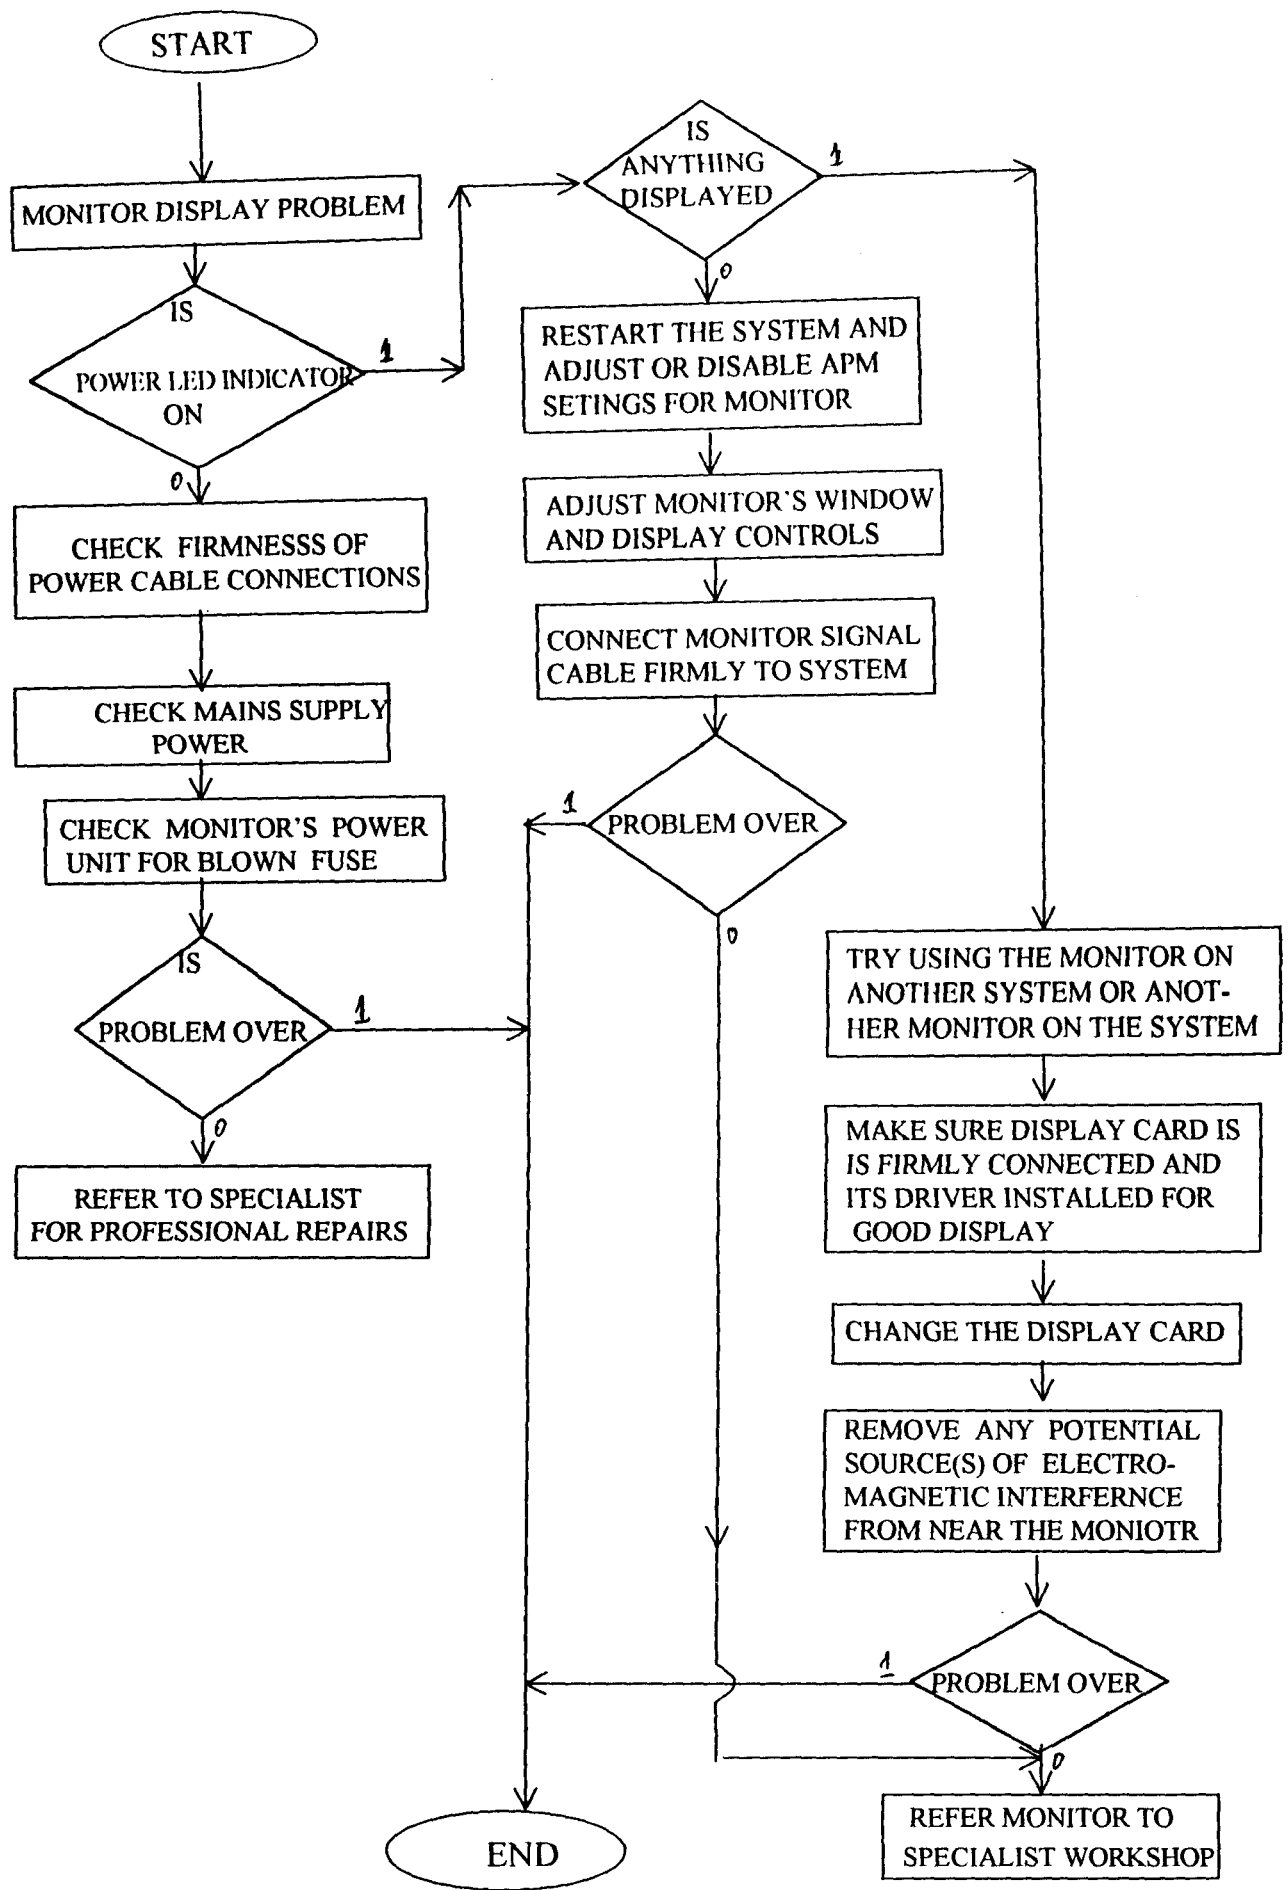 START
MONITOR DISPLAY PROBLEM
IS
POWER LED INDICATOR
ON
1
0
CHECK FIRMNESSS OF
POWER CABLE CONNECTIONS
CHECK MAINS SUPPLY
POWER
CHECK MONITOR'S POWER
UNIT FOR BLOWN FUSE
IS
PROBLEM OVER
1
0
REFER TO SPECIALIST
FOR PROFESSIONAL REPAIRS
IS
ANYTHING
DISPLAYED
1
0
RESTART THE SYSTEM AND
ADJUST OR DISABLE APM
SETINGS FOR MONITOR
ADJUST MONITOR'S WINDOW
AND DISPLAY CONTROLS
CONNECT MONITOR SIGNAL
CABLE FIRMLY TO SYSTEM
1
PROBLEM OVER
0
TRY USING THE MONITOR ON
ANOTHER SYSTEM OR ANOT-
HER MONITOR ON THE SYSTEM
MAKE SURE DISPLAY CARD IS
IS FIRMLY CONNECTED AND
ITS DRIVER INSTALLED FOR
GOOD DISPLAY
CHANGE THE DISPLAY CARD
REMOVE ANY POTENTIAL
SOURCE(S) OF ELECTRO-
MAGNETIC INTERFERNCE
FROM NEAR THE MONIOTR
1
PROBLEM OVER
0
REFER MONITOR TO
SPECIALIST WORKSHOP
END